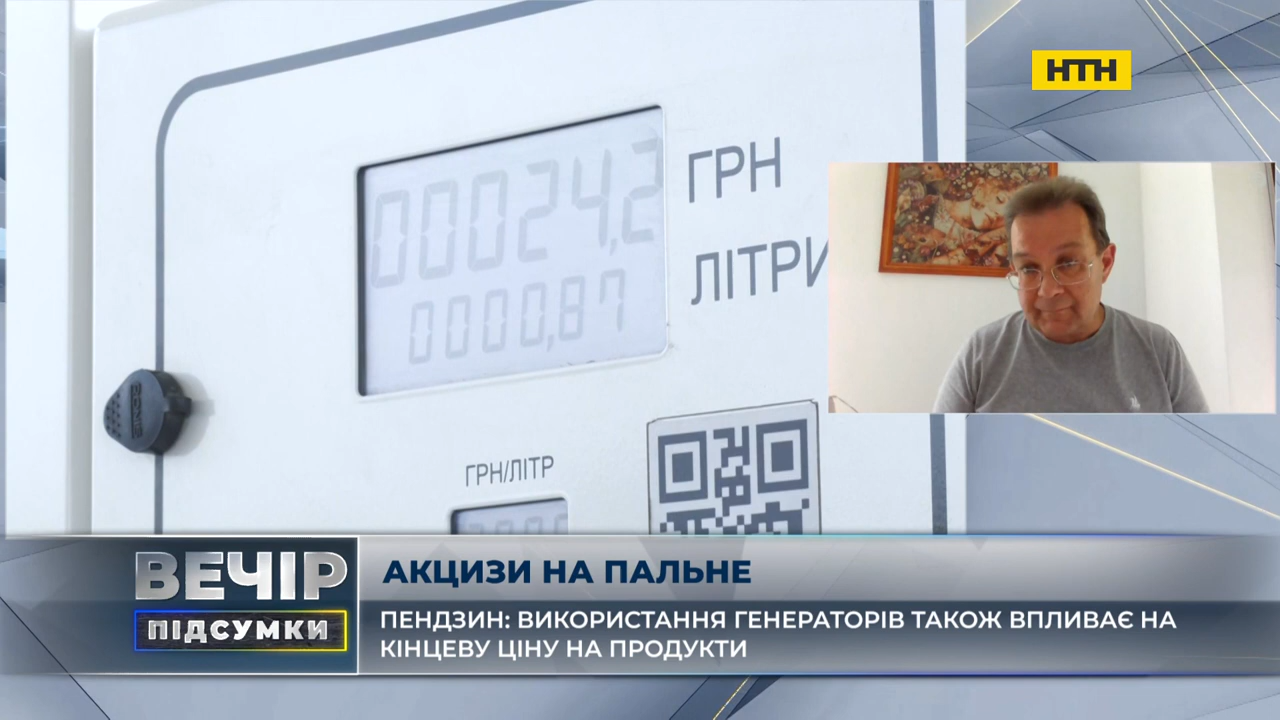 НТН
00024,2
ГРН
0000,87
ЛІТРИ
ГРН/ЛІТР
ВЕЧІР
ПІДСУМКИ
АКЦИЗИ НА ПАЛЬНЕ
ПЕНДЗИН: ВИКОРИСТАННЯ ГЕНЕРАТОРІВ ТАКОЖ ВПЛИВАЄ НА
КІНЦЕВУ ЦІНУ НА ПРОДУКТИ